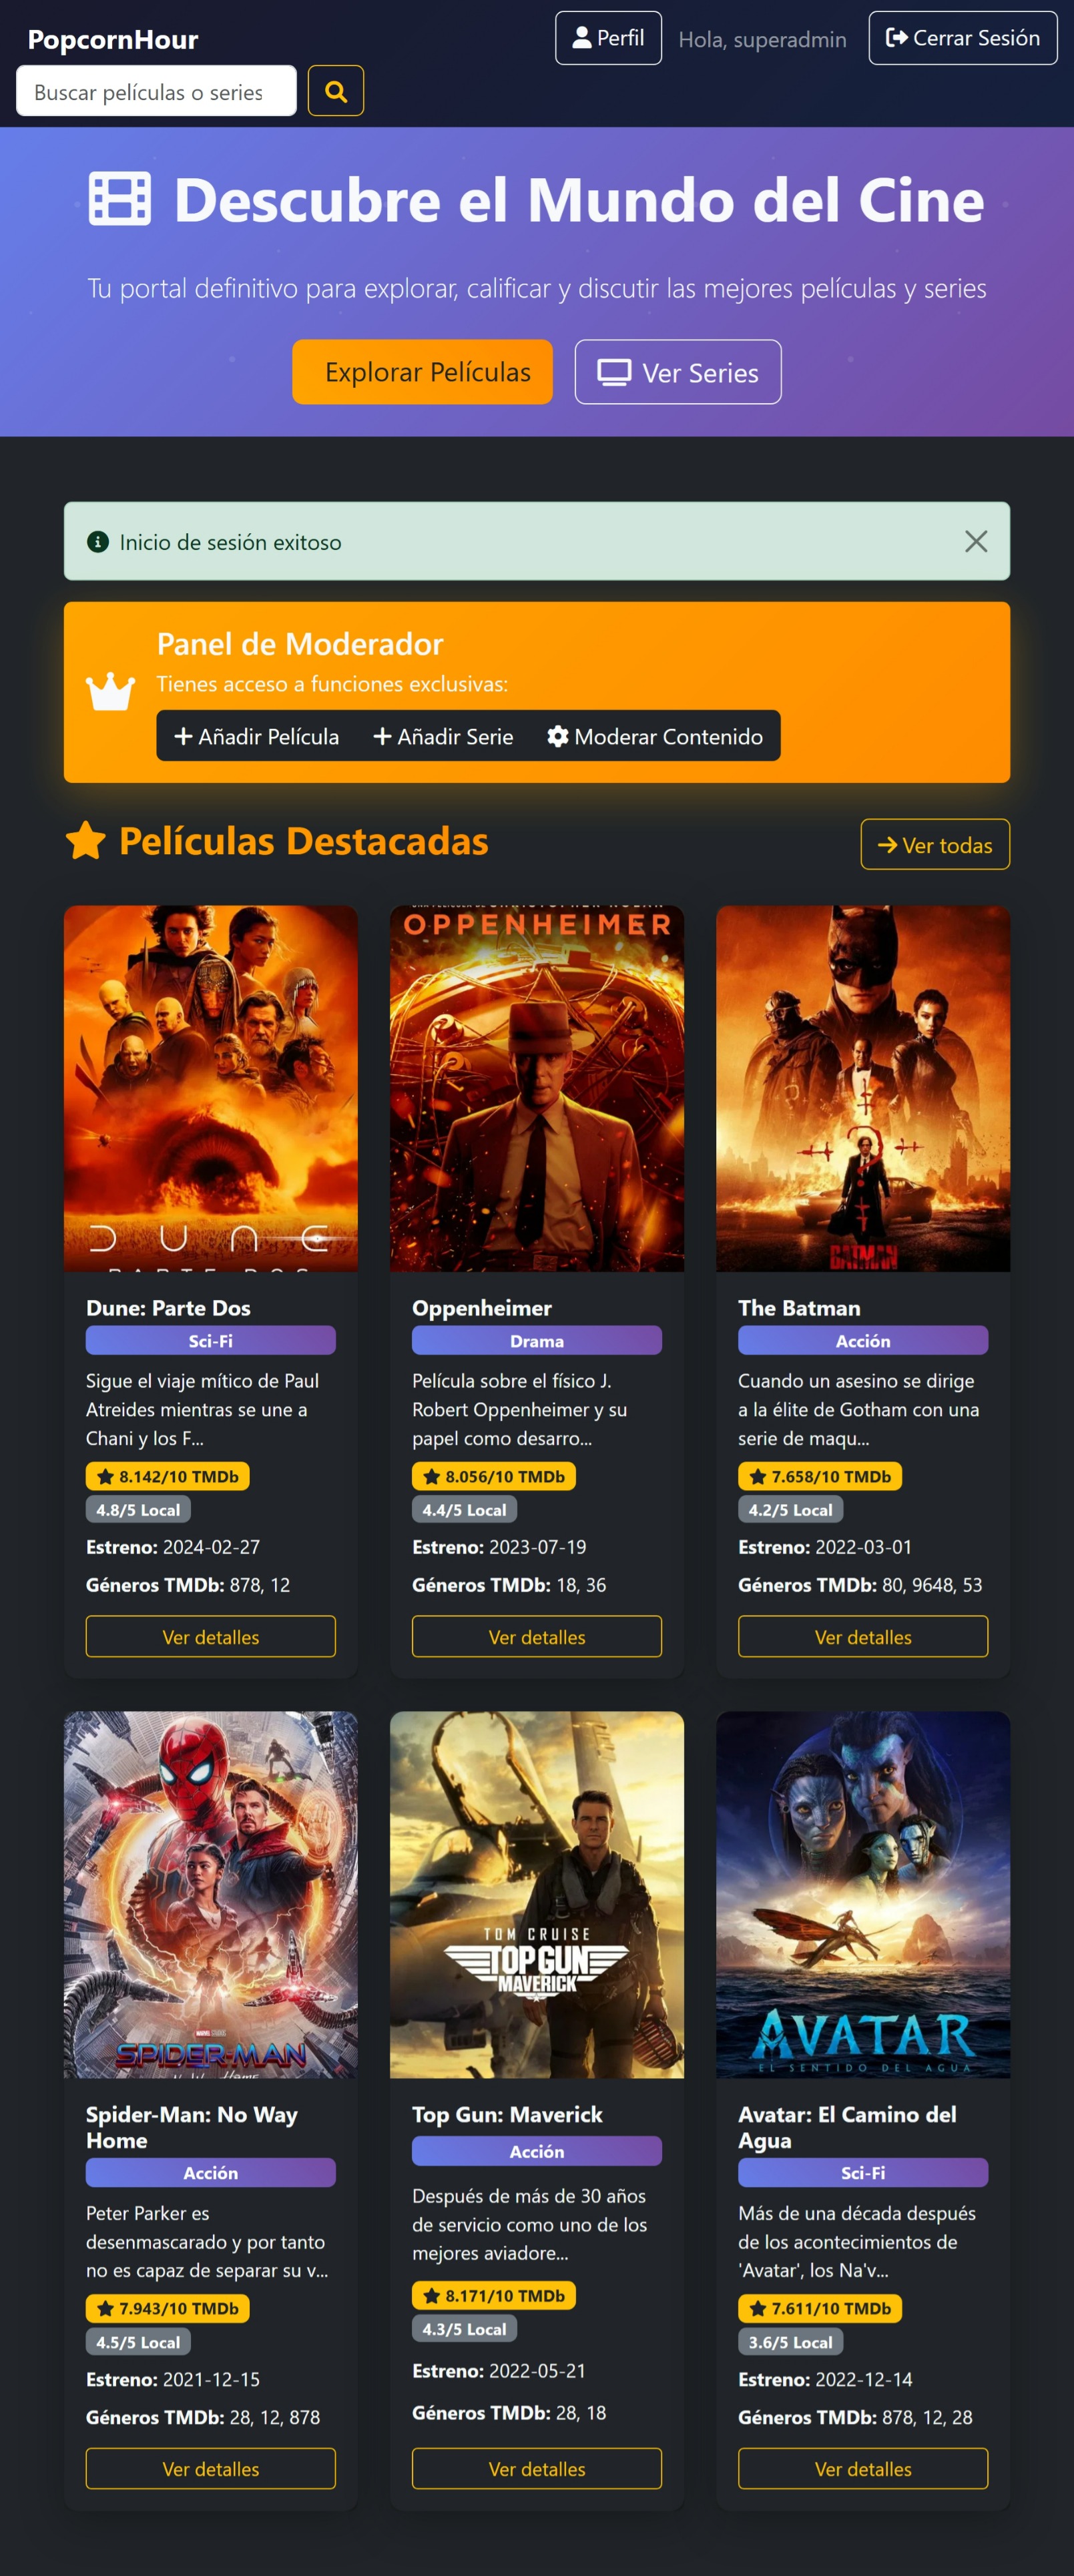 PopcornHour
Perfil
Hola, superadmin
Cerrar Sesión
Buscar películas o series
Descubre el Mundo del Cine
Tu portal definitivo para explorar, calificar y discutir las mejores películas y series
Explorar Películas
Ver Series
Inicio de sesión exitoso
Panel de Moderador
Tienes acceso a funciones exclusivas:
Añadir Película
Añadir Serie
Moderar Contenido
Películas Destacadas
Ver todas
DUNE
PARTE DOS
Dune: Parte Dos
Sci-Fi
Sigue el viaje mítico de Paul
Atreides mientras se une a
Chani y los F...
8.142/10 TMDb
4.8/5 Local
Estreno: 2024-02-27
Géneros TMDb: 878, 12
Ver detalles
OPPENHEIMER
Oppenheimer
Drama
Película sobre el físico J.
Robert Oppenheimer y su
papel como desarro...
8.056/10 TMDb
4.4/5 Local
Estreno: 2023-07-19
Géneros TMDb: 18, 36
Ver detalles
BATMAN
The Batman
Acción
Cuando un asesino se dirige
a la élite de Gotham con una
serie de maqu...
7.658/10 TMDb
4.2/5 Local
Estreno: 2022-03-01
Géneros TMDb: 80, 9648, 53
Ver detalles
SPIDER-MAN
Spider-Man: No Way
Home
Acción
Peter Parker es
desenmascarado y por tanto
no es capaz de separar su v...
7.943/10 TMDb
4.5/5 Local
Estreno: 2021-12-15
Géneros TMDb: 28, 12, 878
Ver detalles
TOM CRUISE
TOP GUN
MAVERICK
Top Gun: Maverick
Acción
Después de más de 30 años
de servicio como uno de los
mejores aviadore...
8.171/10 TMDb
4.3/5 Local
Estreno: 2022-05-21
Géneros TMDb: 28, 18
Ver detalles
AVATAR
EL SENTIDO DEL AGUA
Avatar: El Camino del
Agua
Sci-Fi
Más de una década después
de los acontecimientos de
'Avatar', los Na'v...
7.611/10 TMDb
3.6/5 Local
Estreno: 2022-12-14
Géneros TMDb: 878, 12, 28
Ver detalles